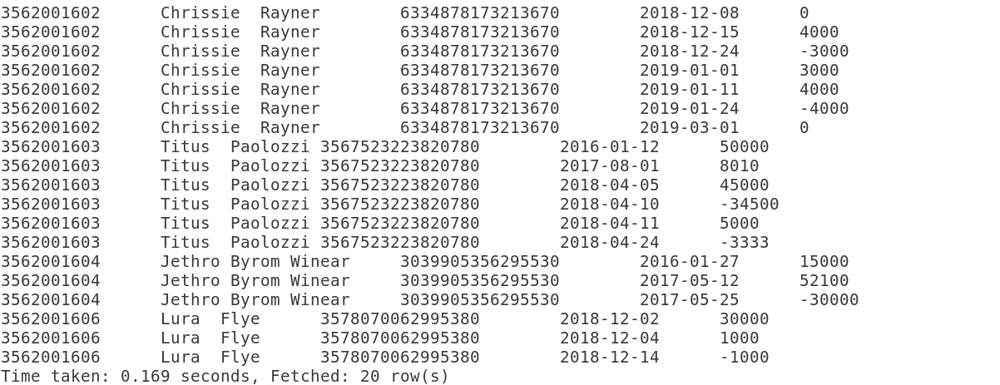 3562001602	Chrissie  Rayner	6334878173213670	2018-12-08	0
3562001602	Chrissie  Rayner	6334878173213670	2018-12-15	4000
3562001602	Chrissie  Rayner	6334878173213670	2018-12-24	-3000
3562001602	Chrissie  Rayner	6334878173213670	2019-01-01	3000
3562001602	Chrissie  Rayner	6334878173213670	2019-01-11	4000
3562001602	Chrissie  Rayner	6334878173213670	2019-01-24	-4000
3562001602	Chrissie  Rayner	6334878173213670	2019-03-01	0
3562001603	Titus  Paolozzi	3567523223820780	2016-01-12	50000
3562001603	Titus  Paolozzi	3567523223820780	2017-08-01	8010
3562001603	Titus  Paolozzi	3567523223820780	2018-04-05	45000
3562001603	Titus  Paolozzi	3567523223820780	2018-04-10	-34500
3562001603	Titus  Paolozzi	3567523223820780	2018-04-11	5000
3562001603	Titus  Paolozzi	3567523223820780	2018-04-24	-3333
3562001604	Jethro Byrom Winear	3039905356295530	2016-01-27	15000
3562001604	Jethro Byrom Winear	3039905356295530	2017-05-12	52100
3562001604	Jethro Byrom Winear	3039905356295530	2017-05-25	-30000
3562001606	Lura  Flye	3578070062995380	2018-12-02	30000
3562001606	Lura  Flye	3578070062995380	2018-12-04	1000
3562001606	Lura  Flye	3578070062995380	2018-12-14	-1000
Time taken: 0.169 seconds, Fetched: 20 row(s)